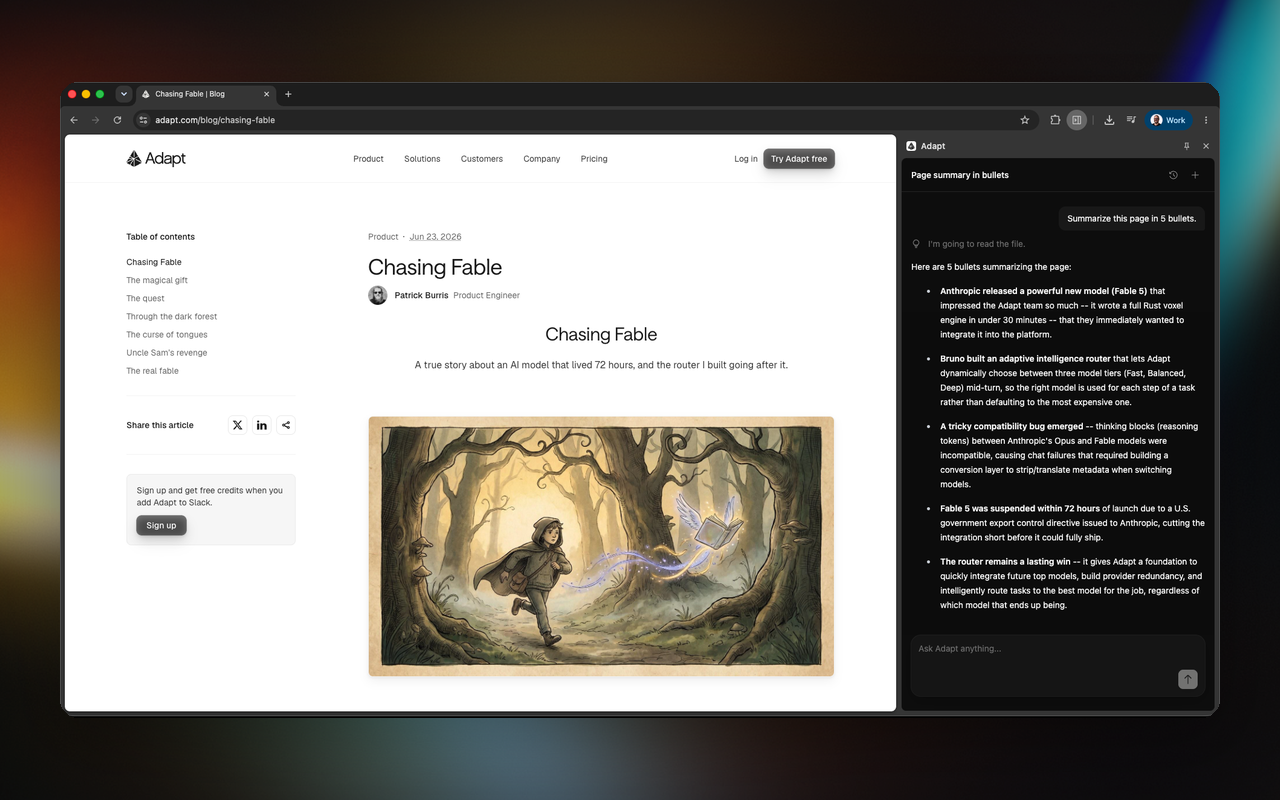 Chasing Fable | Blog
adapt.com/blog/chasing-fable
Work
Adapt
Product
Solutions
Customers
Company
Pricing
Log in
Try Adapt free
Table of contents
Chasing Fable
The magical gift
The quest
Through the dark forest
The curse of tongues
Uncle Sam's revenge
The real fable
Share this article
Sign up and get free credits when you
add Adapt to Slack.
Sign up
Product · Jun 23, 2026
Chasing Fable
Patrick Burris Product Engineer
Chasing Fable
A true story about an AI model that lived 72 hours, and the router I built going after it.
Adapt
Page summary in bullets
Summarize this page in 5 bullets.
I'm going to read the file.
Here are 5 bullets summarizing the page:
• Anthropic released a powerful new model (Fable 5) that
impressed the Adapt team so much -- it wrote a full Rust voxel
engine in under 30 minutes -- that they immediately wanted to
integrate it into the platform.
• Bruno built an adaptive intelligence router that lets Adapt
dynamically choose between three model tiers (Fast, Balanced,
Deep) mid-turn, so the right model is used for each step of a task
rather than defaulting to the most expensive one.
• A tricky compatibility bug emerged -- thinking blocks (reasoning
tokens) between Anthropic's Opus and Fable models were
incompatible, causing chat failures that required building a
conversion layer to strip/translate metadata when switching
models.
• Fable 5 was suspended within 72 hours of launch due to a U.S.
government export control directive issued to Anthropic, cutting the
integration short before it could fully ship.
• The router remains a lasting win -- it gives Adapt a foundation to
quickly integrate future top models, build provider redundancy, and
intelligently route tasks to the best model for the job, regardless of
which model that ends up being.
Ask Adapt anything...